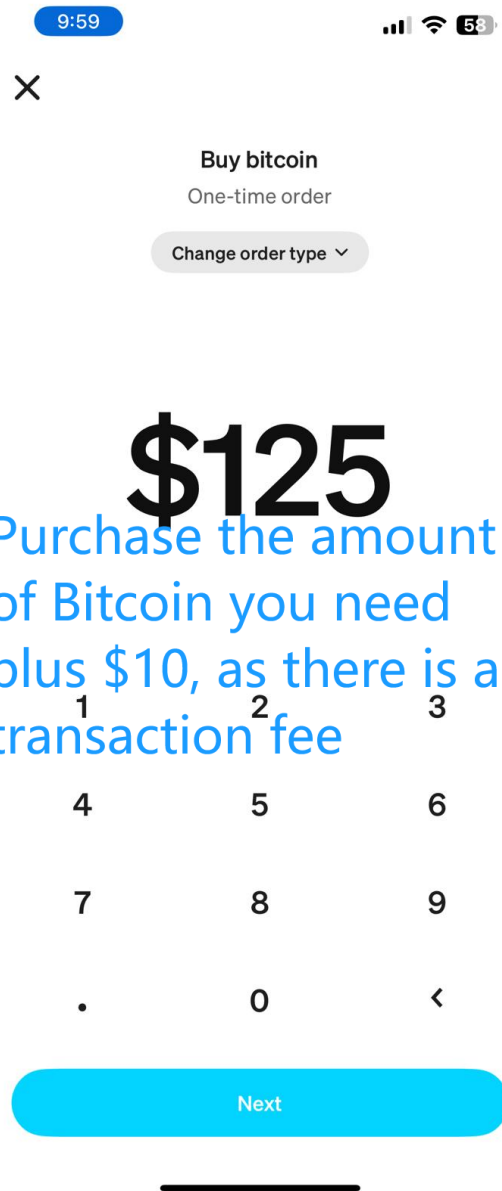 9:59
58
Buy bitcoin
One-time order
Change order type
$125
Purchase the amount
of Bitcoin you need
plus $10, as there is a
transaction fee
1 2 3
4 5 6
7 8 9
. 0
Next